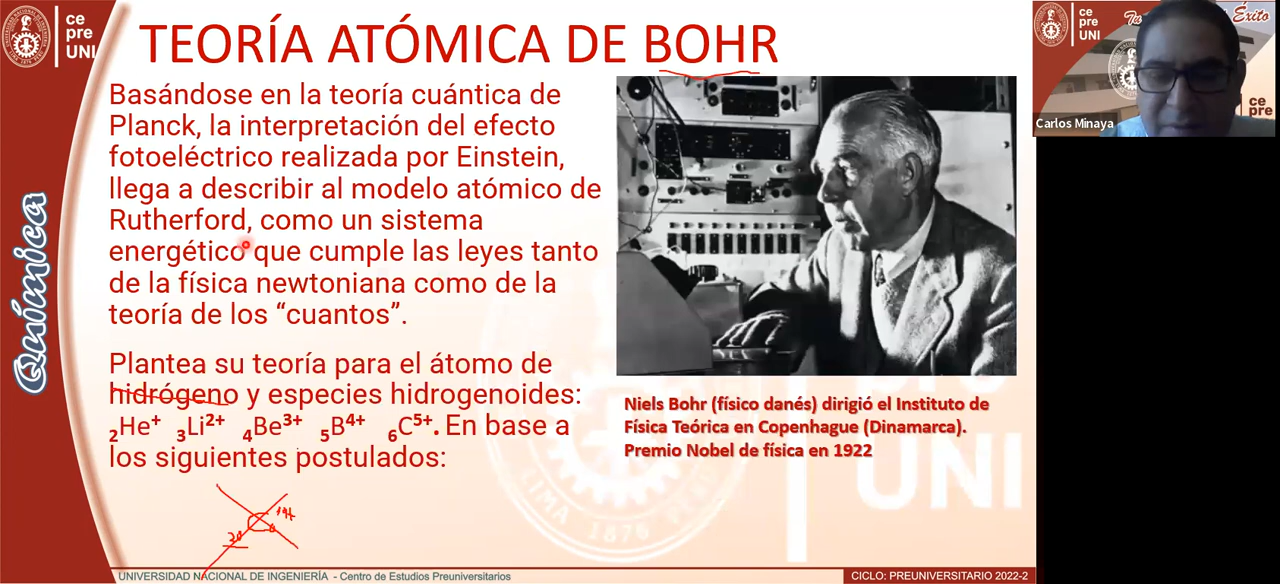 ce
pre
UNI
TEORÍA ATÓMICA DE BOHR
Basándose en la teoría cuántica de
Planck, la interpretación del efecto
fotoeléctrico realizada por Einstein,
llega a describir al modelo atómico de
Rutherford, como un sistema
energético que cumple las leyes tanto
de la física newtoniana como de la
teoría de los “cuantos”.
Plantea su teoría para el átomo de
hidrógeno y especies hidrogenoides:
₂He⁺ ₃Li²⁺ ₄Be³⁺ ₅B⁴⁺ ₆C⁵⁺. En base a
los siguientes postulados:
Química
Niels Bohr (físico danés) dirigió el Instituto de
Física Teórica en Copenhague (Dinamarca).
Premio Nobel de física en 1922
UNI
LIMA 1876
UNIVERSIDAD NACIONAL DE INGENIERÍA - Centro de Estudios Preuniversitarios
CICLO: PREUNIVERSITARIO 2022-2
ce
pre
UNI
Éxito
ce
pre
Carlos Minaya